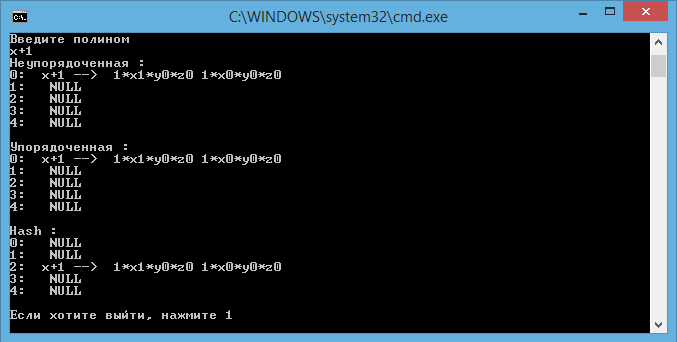 C:\WINDOWS\system32\cmd.exe
Введите полином
x+1
Неупорядоченная :
0:  x+1 -->  1*x1*y0*z0 1*x0*y0*z0
1:   NULL
2:   NULL
3:   NULL
4:   NULL
Упорядоченная :
0:  x+1 -->  1*x1*y0*z0 1*x0*y0*z0
1:   NULL
2:   NULL
3:   NULL
4:   NULL
Hash :
0:   NULL
1:   NULL
2:  x+1 -->  1*x1*y0*z0 1*x0*y0*z0
3:   NULL
4:   NULL
Если хотите выйти, нажмите 1